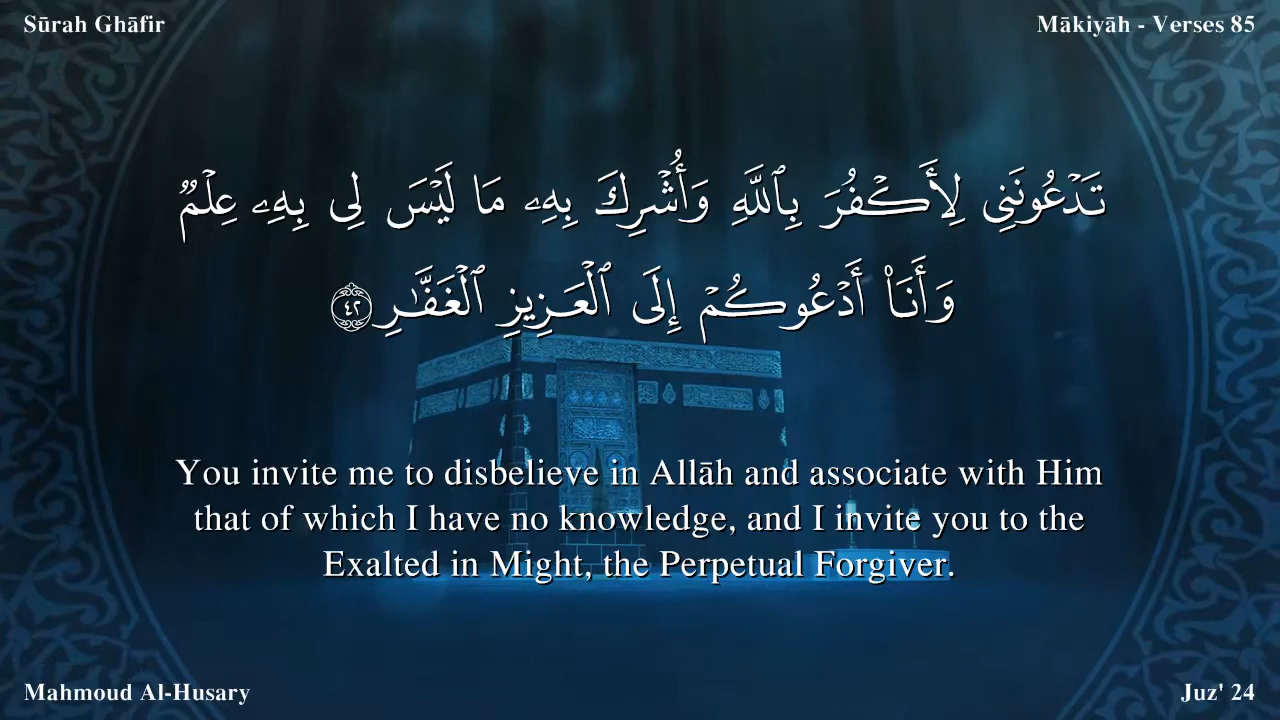 Sūrah Ghāfir
Mākiyāh - Verses 85
تَدْعُونَنِى لِأَكْفُرَ بِٱللَّهِ وَأُشْرِكَ بِهِۦ مَا لَيْسَ لِى بِهِۦ عِلْمٌۭ
وَأَنَا۠ أَدْعُوكُمْ إِلَى ٱلْعَزِيزِ ٱلْغَفَّـٰرِ ٤٢
You invite me to disbelieve in Allāh and associate with Him
that of which I have no knowledge, and I invite you to the
Exalted in Might, the Perpetual Forgiver.
Mahmoud Al-Husary
Juz' 24